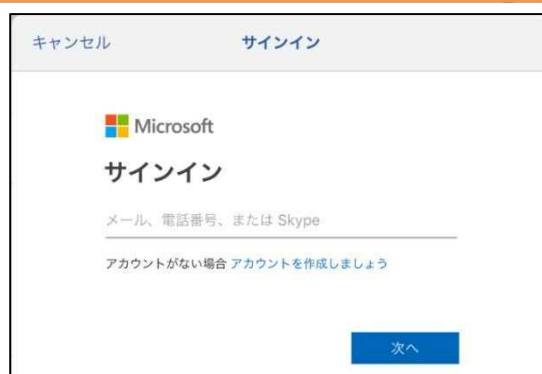 キャンセル サインイン
Microsoft
サインイン
メール、電話番号、または Skype
アカウントがない場合 アカウントを作成しましょう
次へ